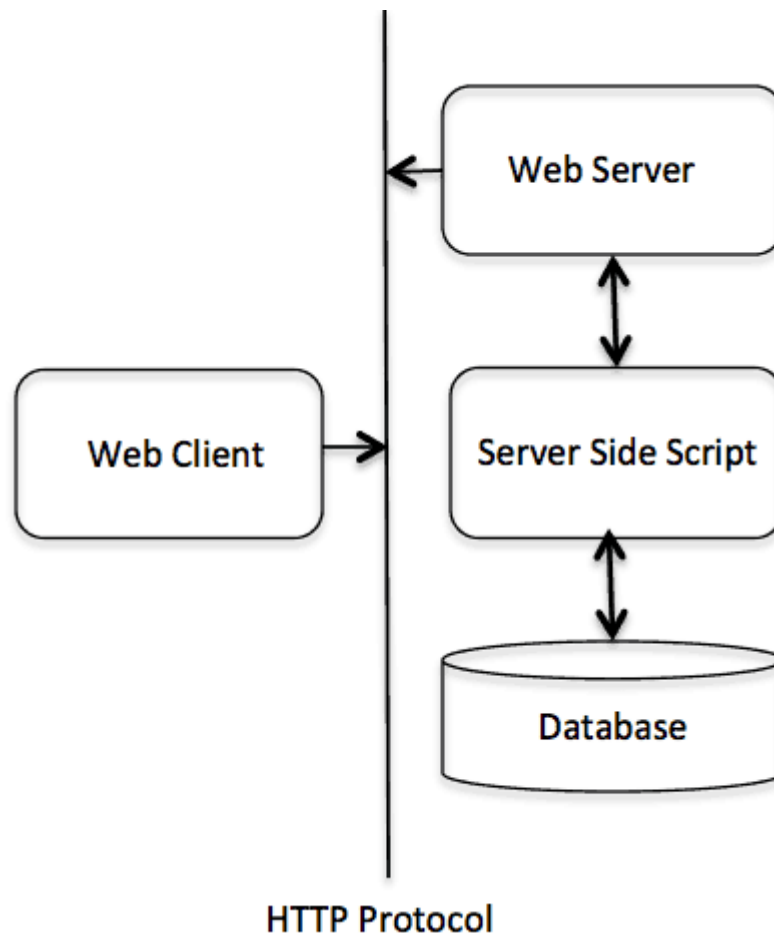 Web Server
Web Client
Server Side Script
Database
HTTP Protocol